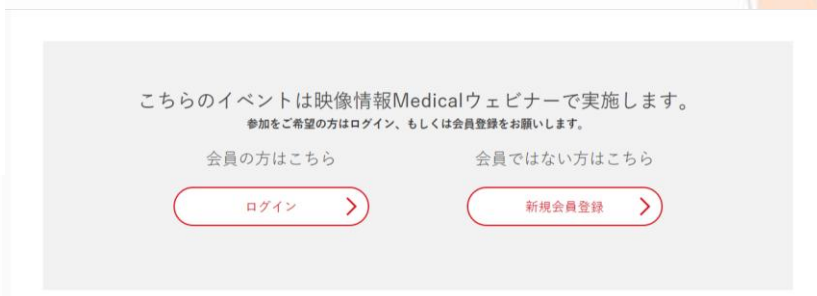 こちらのイベントは映像情報Medicalウェビナーで実施します。
参加をご希望の方はログイン、もしくは会員登録をお願いします。
会員の方はこちら
会員ではない方はこちら
ログイン
新規会員登録